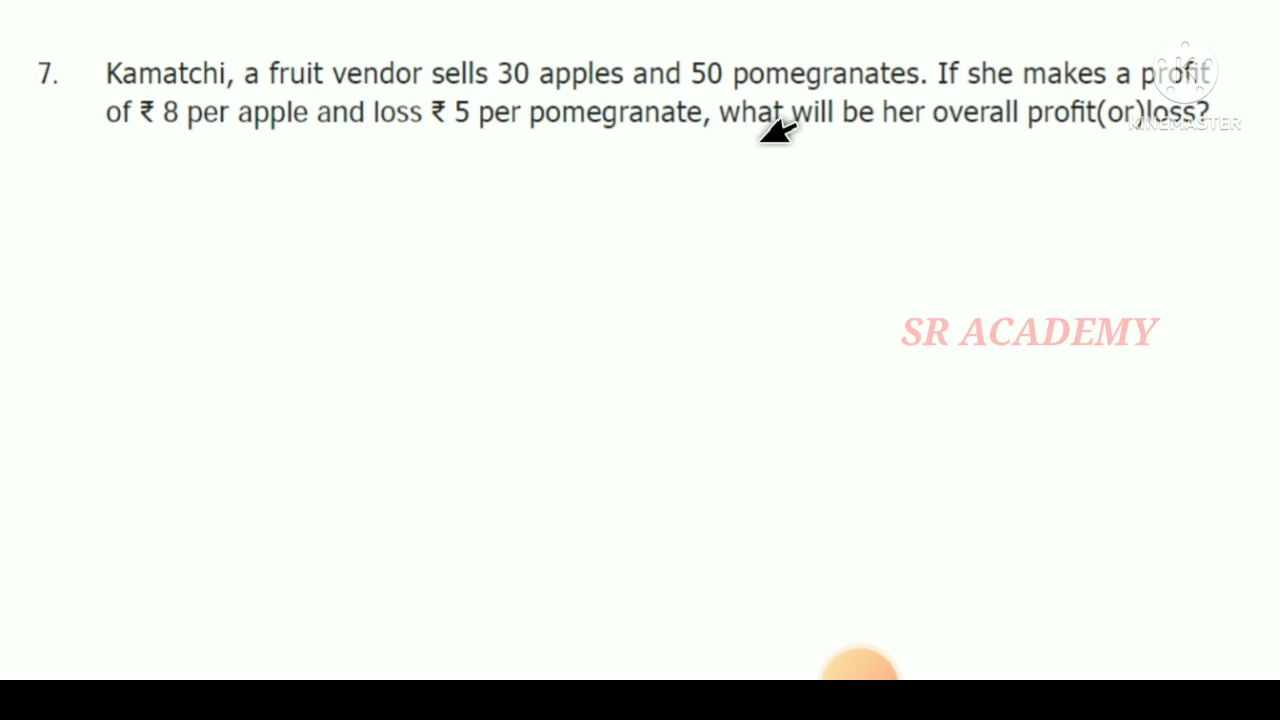 7. Kamatchi, a fruit vendor sells 30 apples and 50 pomegranates. If she makes a profit
of ₹ 8 per apple and loss ₹ 5 per pomegranate, what will be her overall profit(or)loss?
KINEMASTER
SR ACADEMY